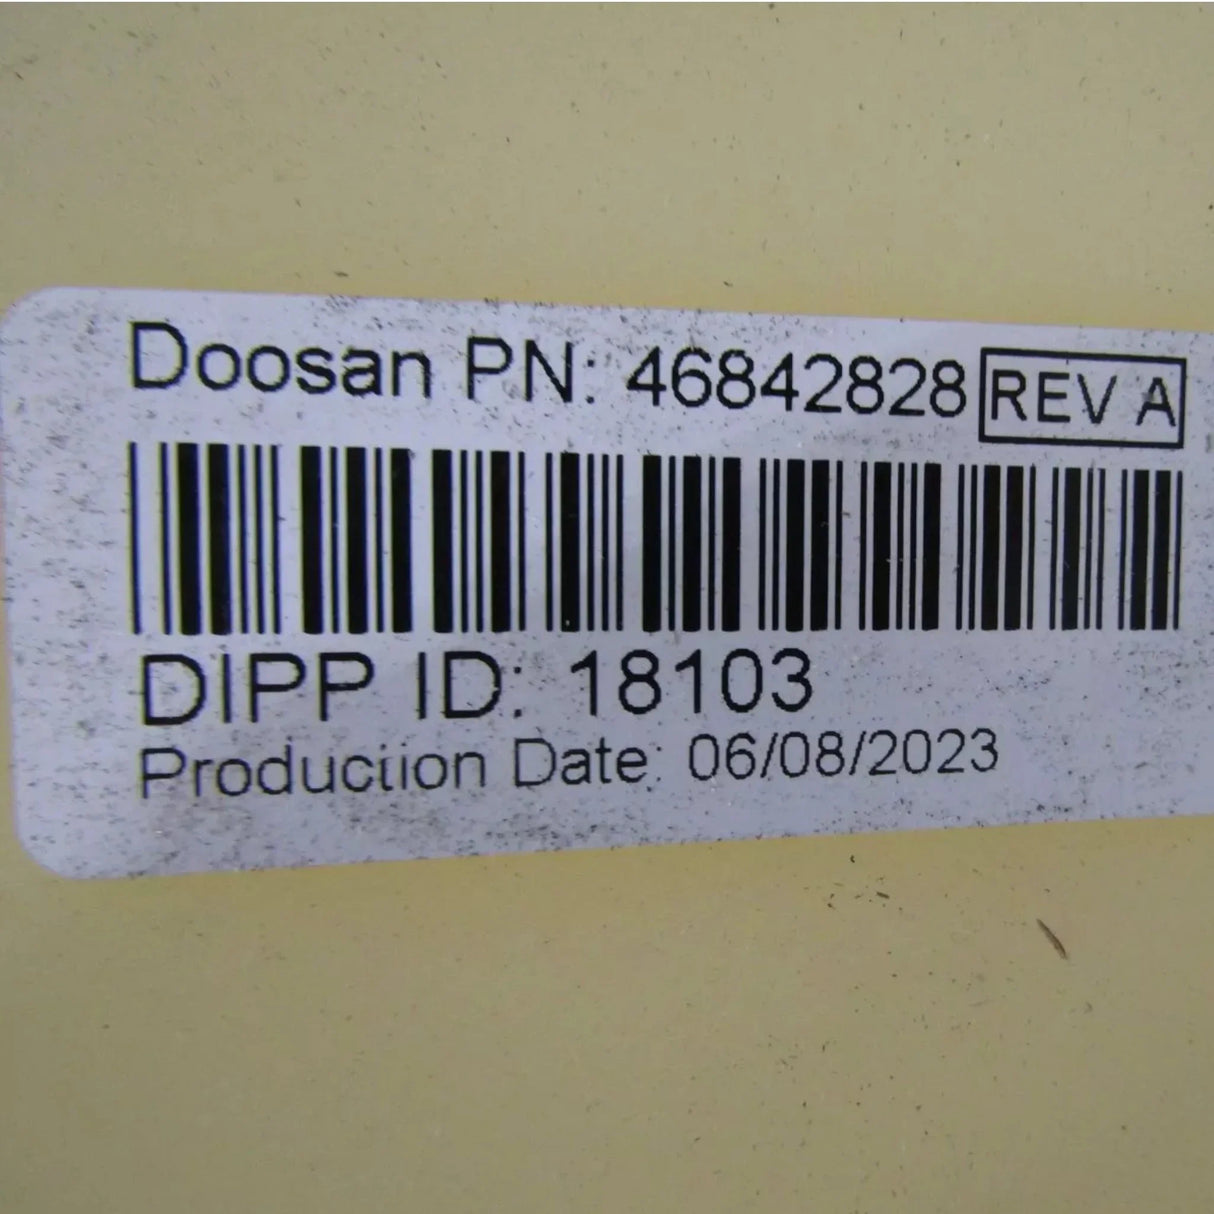 Doosan PN: 46842828 REV A
DIPP ID: 18103
Production Date: 06/08/2023